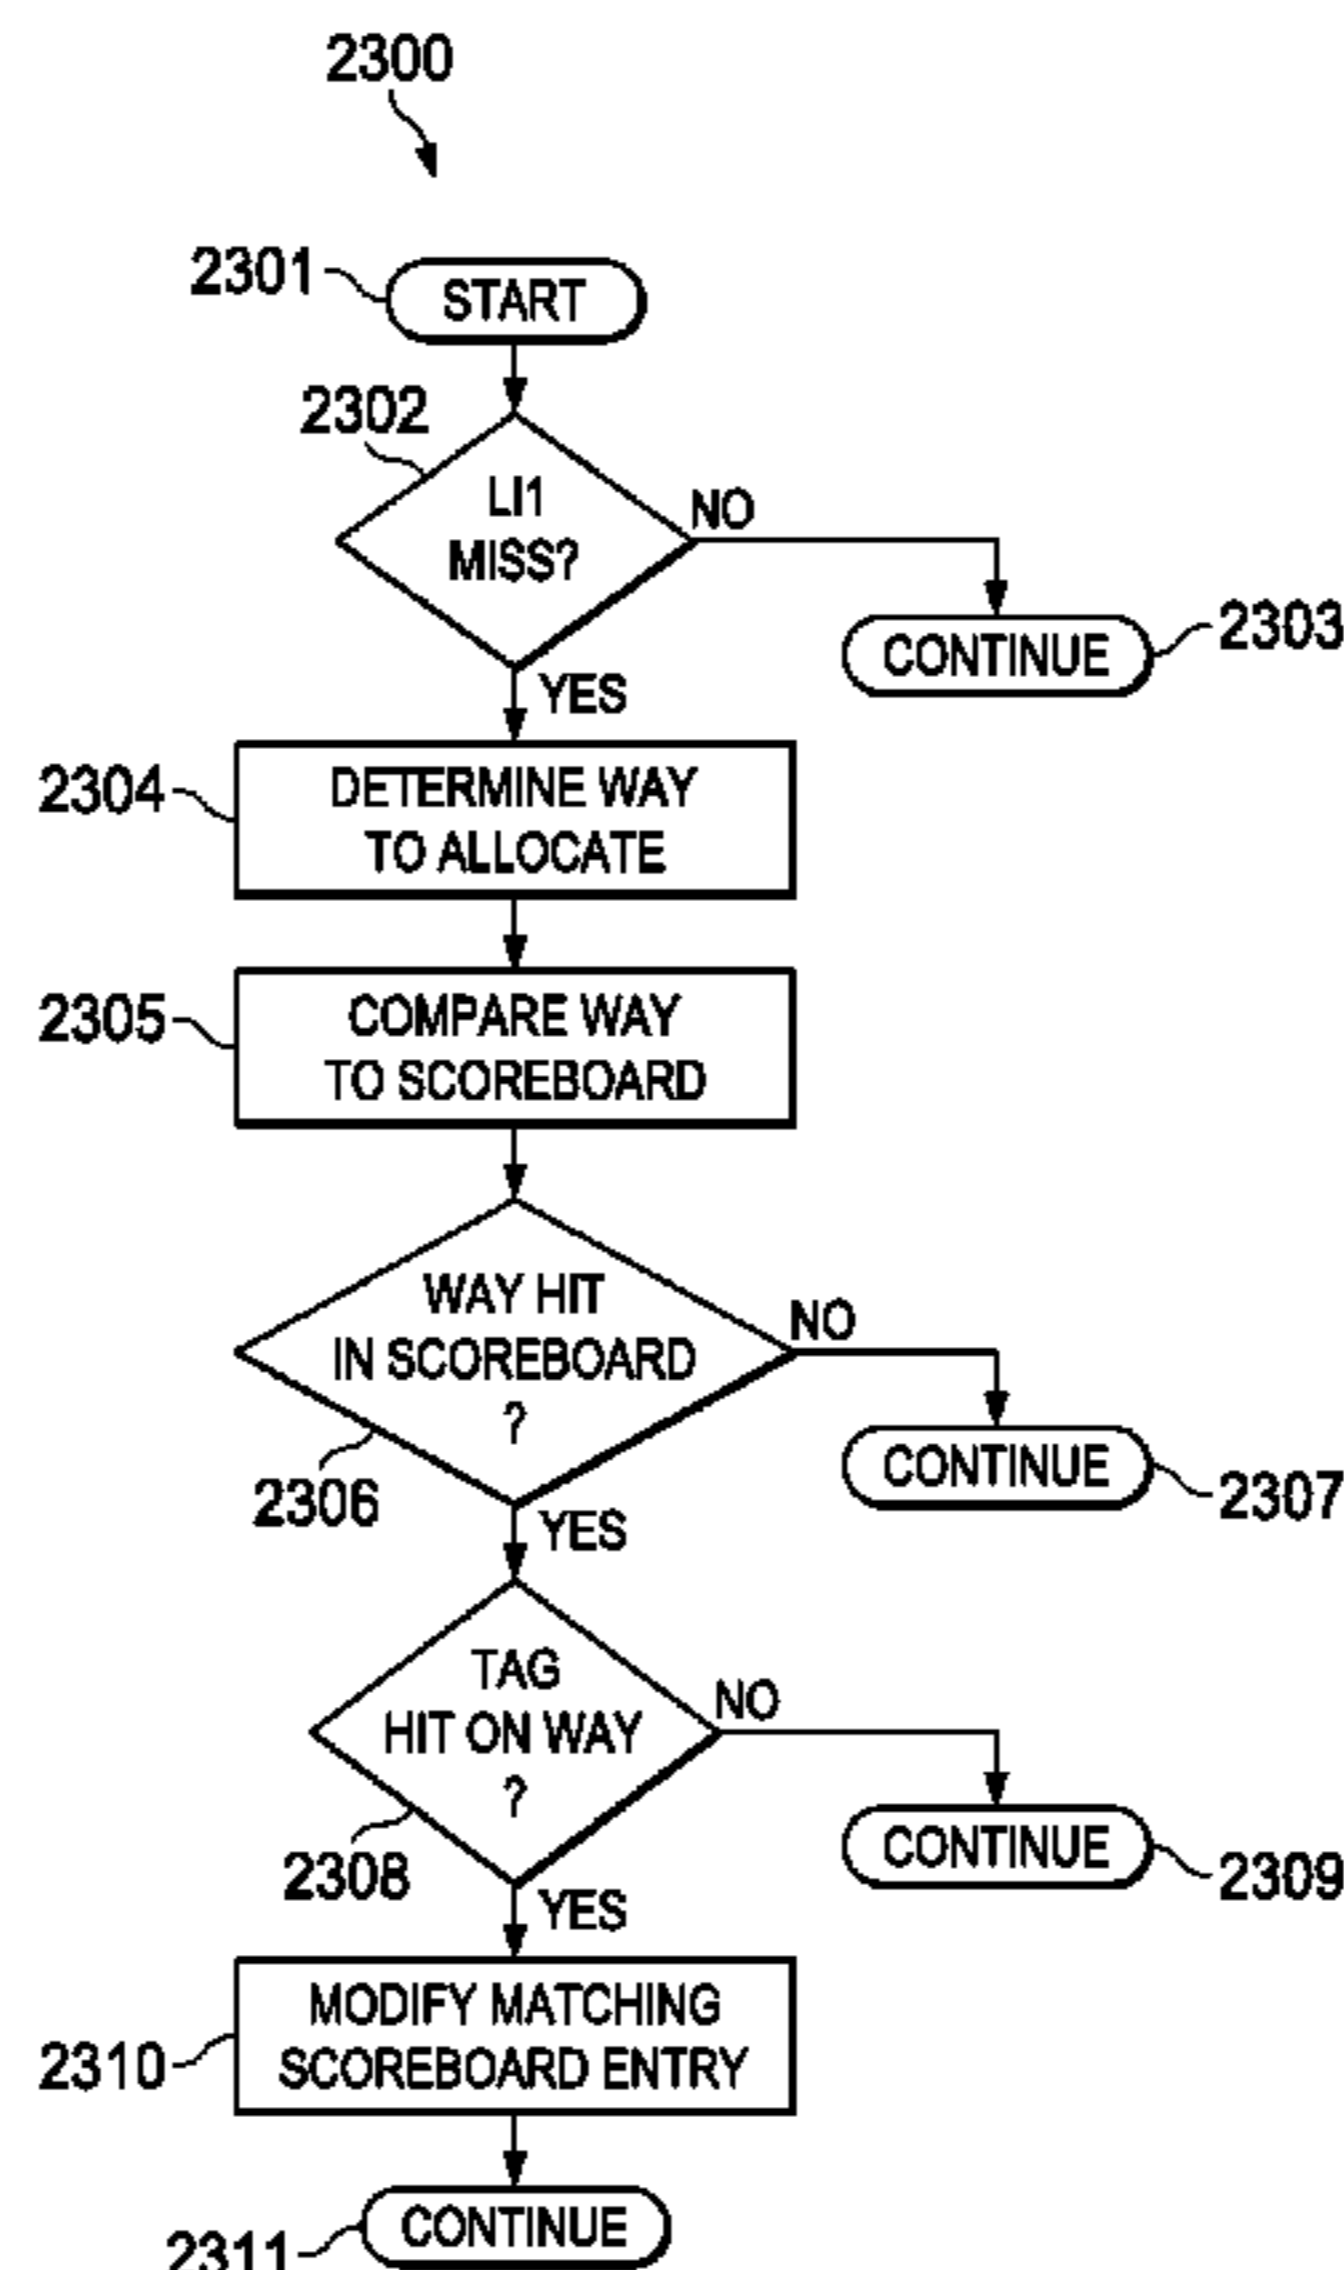 2300
2301
START
2302
LI1
MISS?
NO
CONTINUE
2303
YES
2304
DETERMINE WAY
TO ALLOCATE
2305
COMPARE WAY
TO SCOREBOARD
WAY HIT
IN SCOREBOARD
?
NO
2306
CONTINUE
2307
YES
TAG
HIT ON WAY
?
NO
2308
CONTINUE
2309
YES
2310
MODIFY MATCHING
SCOREBOARD ENTRY
2311
CONTINUE